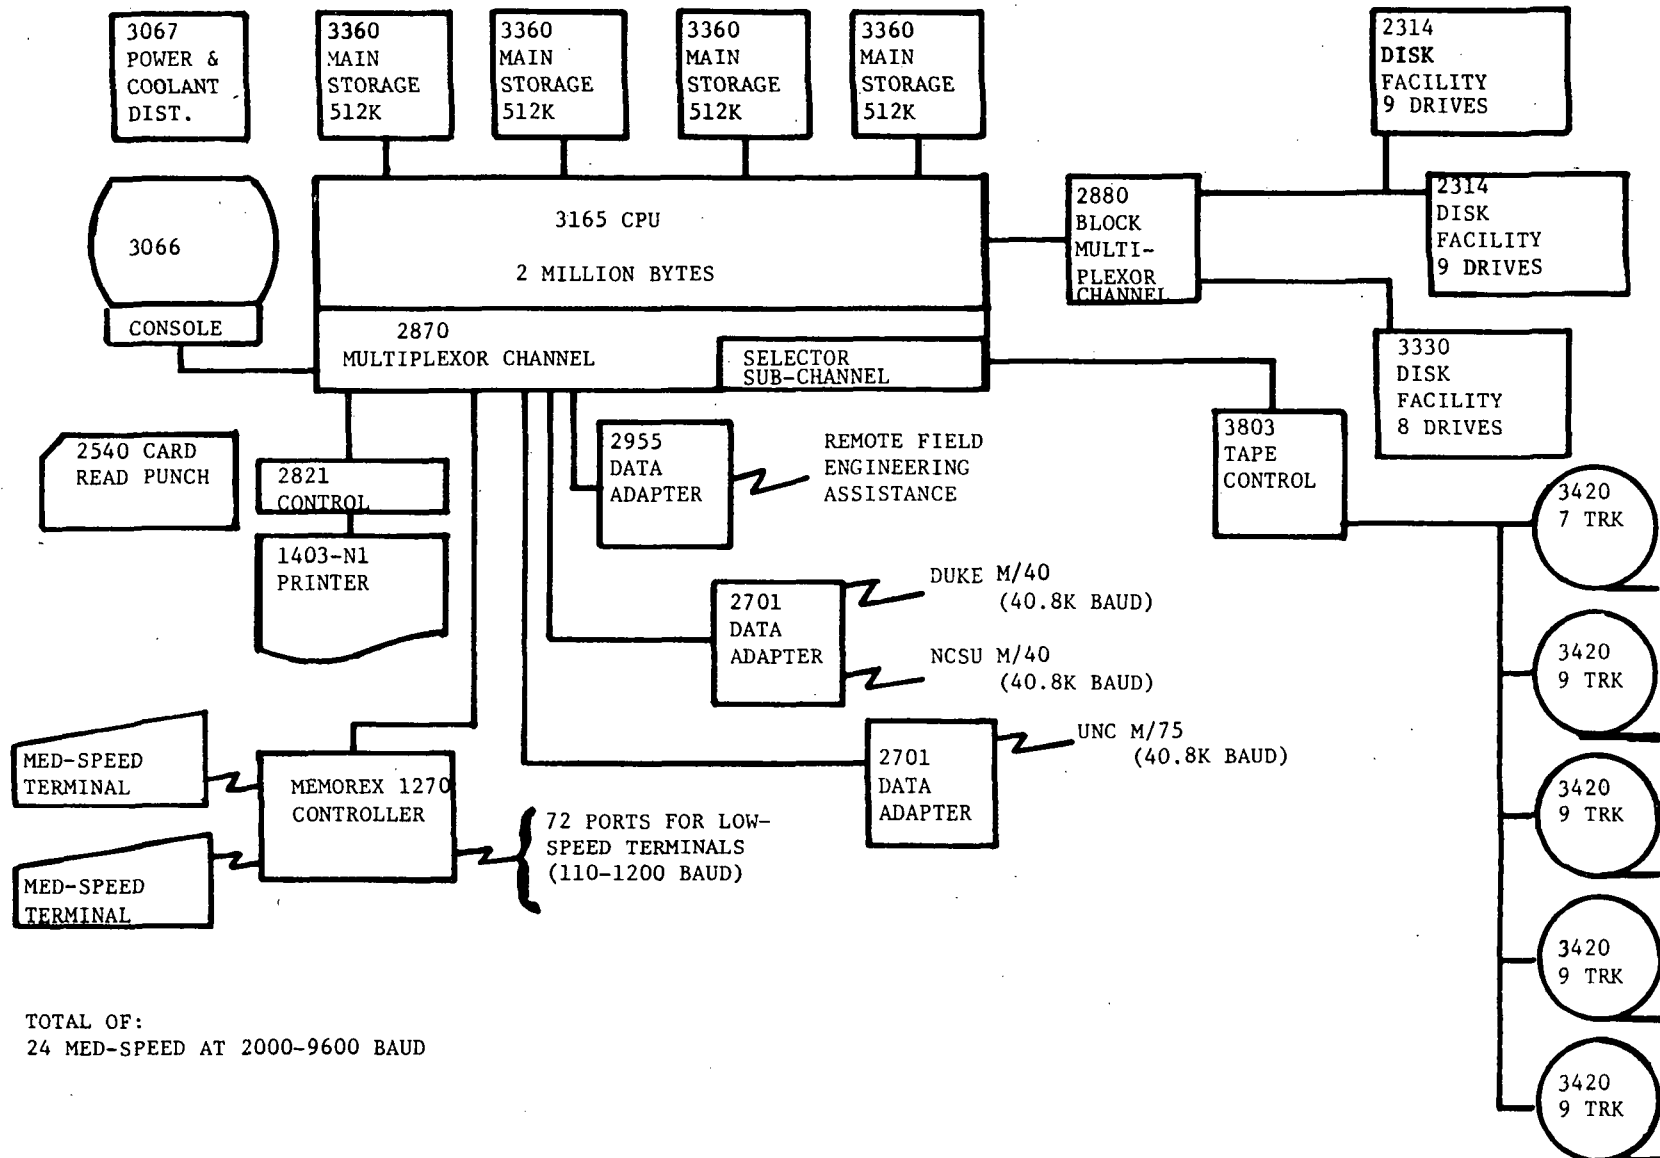 3067
POWER &
COOLANT
DIST.
3360
MAIN
STORAGE
512K
3360
MAIN
STORAGE
512K
3360
MAIN
STORAGE
512K
3360
MAIN
STORAGE
512K
2314
DISK
FACILITY
9 DRIVES
3066
CONSOLE
3165 CPU
2 MILLION BYTES
2880
BLOCK
MULTI-
PLEXOR
CHANNEL
2314
DISK
FACILITY
9 DRIVES
2870
MULTIPLEXOR CHANNEL
SELECTOR
SUB-CHANNEL
3330
DISK
FACILITY
8 DRIVES
2540 CARD
READ PUNCH
2821
CONTROL
1403-N1
PRINTER
2955
DATA
ADAPTER
REMOTE FIELD
ENGINEERING
ASSISTANCE
3803
TAPE
CONTROL
3420
7 TRK
2701
DATA
ADAPTER
DUKE M/40
(40.8K BAUD)
NCSU M/40
(40.8K BAUD)
3420
9 TRK
2701
DATA
ADAPTER
UNC M/75
(40.8K BAUD)
3420
9 TRK
MED-SPEED
TERMINAL
MED-SPEED
TERMINAL
MEMOREX 1270
CONTROLLER
72 PORTS FOR LOW-
SPEED TERMINALS
(110-1200 BAUD)
3420
9 TRK
3420
9 TRK
TOTAL OF:
24 MED-SPEED AT 2000-9600 BAUD